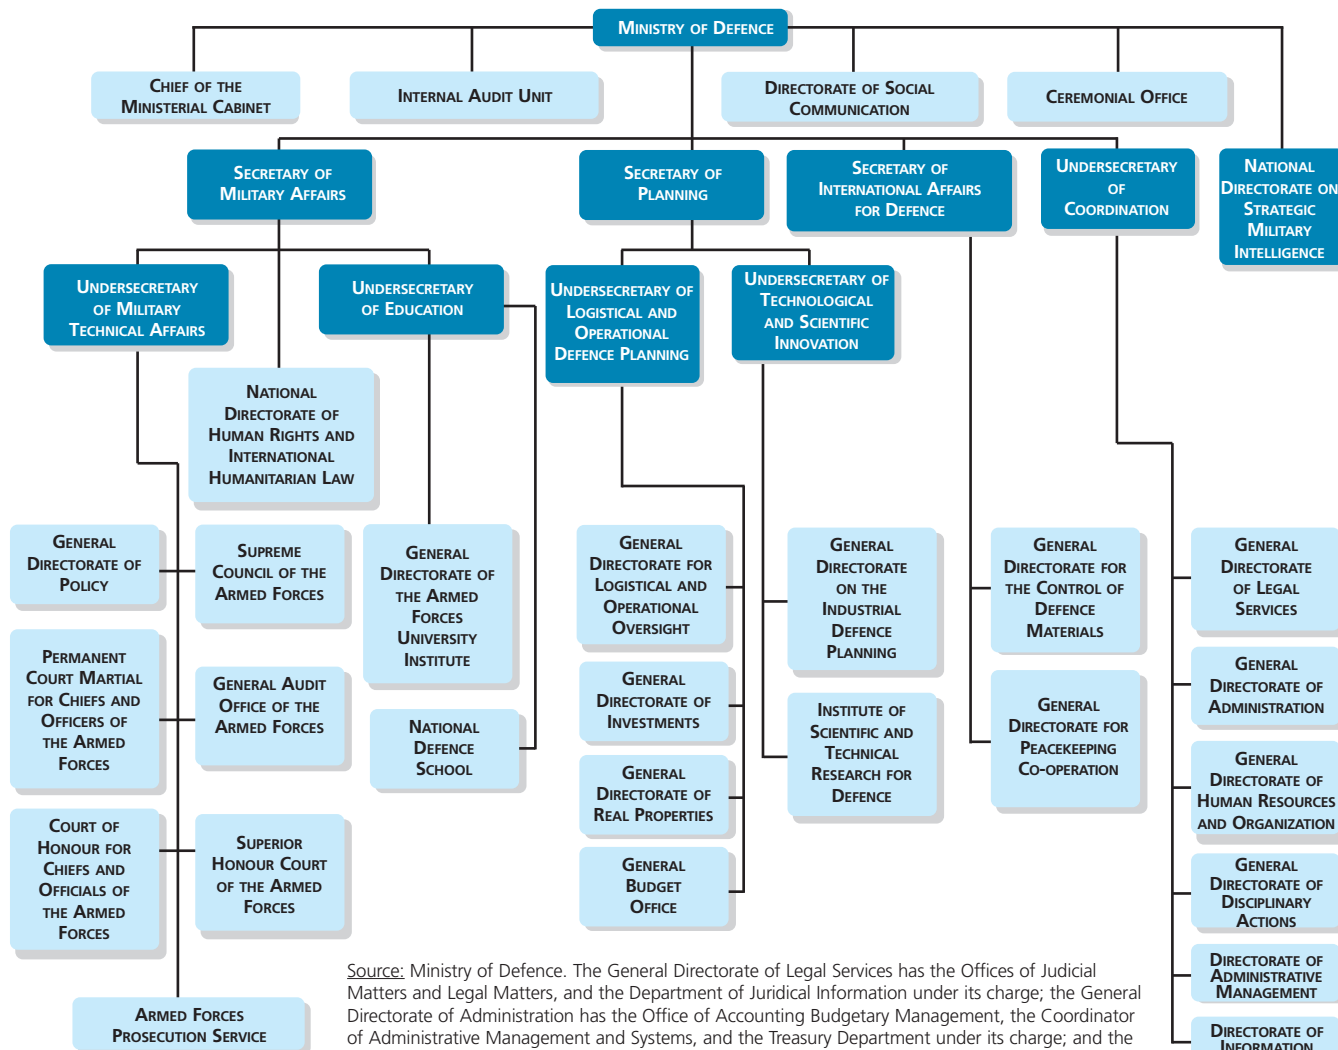 MINISTRY OF DEFENCE
CHIEF OF THE
MINISTERIAL CABINET
INTERNAL AUDIT UNIT
DIRECTORATE OF SOCIAL
COMMUNICATION
CEREMONIAL OFFICE
SECRETARY OF
MILITARY AFFAIRS
SECRETARY OF
PLANNING
SECRETARY OF
INTERNATIONAL AFFAIRS
FOR DEFENCE
UNDERSECRETARY
OF
COORDINATION
NATIONAL
DIRECTORATE ON
STRATEGIC
MILITARY
INTELLIGENCE
UNDERSECRETARY
OF MILITARY
TECHNICAL AFFAIRS
UNDERSECRETARY
OF EDUCATION
UNDERSECRETARY OF
LOGISTICAL AND
OPERATIONAL
DEFENCE PLANNING
UNDERSECRETARY OF
TECHNOLOGICAL
AND SCIENTIFIC
INNOVATION
NATIONAL
DIRECTORATE OF
HUMAN RIGHTS AND
INTERNATIONAL
HUMANITARIAN LAW
GENERAL
DIRECTORATE OF
POLICY
SUPREME
COUNCIL OF THE
ARMED FORCES
GENERAL
DIRECTORATE OF
THE ARMED
FORCES
UNIVERSITY
INSTITUTE
GENERAL
DIRECTORATE FOR
LOGISTICAL AND
OPERATIONAL
OVERSIGHT
GENERAL
DIRECTORATE
ON THE
INDUSTRIAL
DEFENCE
PLANNING
GENERAL
DIRECTORATE FOR
THE CONTROL OF
DEFENCE
MATERIALS
GENERAL
DIRECTORATE
OF LEGAL
SERVICES
PERMANENT
COURT MARTIAL
FOR CHIEFS AND
OFFICERS OF
THE ARMED
FORCES
GENERAL AUDIT
OFFICE OF THE
ARMED FORCES
NATIONAL
DEFENCE
SCHOOL
GENERAL
DIRECTORATE OF
INVESTMENTS
INSTITUTE OF
SCIENTIFIC AND
TECHNICAL
RESEARCH FOR
DEFENCE
GENERAL
DIRECTORATE FOR
PEACEKEEPING
CO-OPERATION
GENERAL
DIRECTORATE OF
ADMINISTRATION
GENERAL
DIRECTORATE OF
REAL PROPERTIES
GENERAL
DIRECTORATE OF
HUMAN RESOURCES
AND ORGANIZATION
COURT OF
HONOUR FOR
CHIEFS AND
OFFICIALS OF
THE ARMED
FORCES
SUPERIOR
HONOUR COURT
OF THE ARMED
FORCES
GENERAL
BUDGET
OFFICE
GENERAL
DIRECTORATE OF
DISCIPLINARY
ACTIONS
DIRECTORATE OF
ADMINISTRATIVE
MANAGEMENT
ARMED FORCES
PROSECUTION SERVICE
DIRECTORATE OF
INFORMATION
Source: Ministry of Defence. The General Directorate of Legal Services has the Offices of Judicial
Matters and Legal Matters, and the Department of Juridical Information under its charge; the General
Directorate of Administration has the Office of Accounting Budgetary Management, the Coordinator
of Administrative Management and Systems, and the Treasury Department under its charge; and the